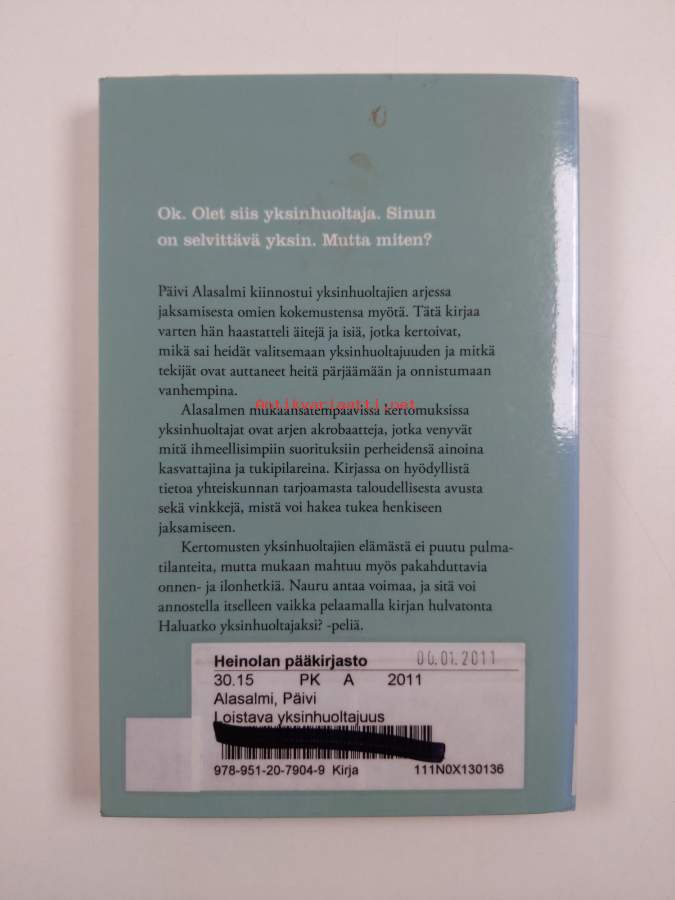 Ok. Olet siis yksinhuoltaja. Sinun
on selvittävä yksin. Mutta miten?
Päivi Alasalmi kiinnostui yksinhuoltajien arjessa
jaksamisesta omien kokemustensa myötä. Tätä kirjaa
varten hän haastatteli äitejä ja isiä, jotka kertoivat,
mikä sai heidät valitsemaan yksinhuoltajuuden ja mitkä
tekijät ovat auttaneet heitä pärjäämään ja onnistumaan
vanhempina.
Antikvariaatti.net
Alasalmen mukaansatempaavissa kertomuksissa
yksinhuoltajat ovat arjen akrobaatteja, jotka venyvät
mitä ihmeellisimpiin suorituksiin perheidensä ainoina
kasvattajina ja tukipilareina. Kirjassa on hyödyllistä
tietoa yhteiskunnan tarjoamasta taloudellisesta avusta
sekä vinkkejä, mistä voi hakea tukea henkiseen
jaksamiseen.
Kertomusten yksinhuoltajien elämästä ei puutu pulma-
tilanteita, mutta mukaan mahtuu myös pakahduttavia
onnen- ja ilonhetkiä. Nauru antaa voimaa, ja sitä voi
annostella itselleen vaikka pelaamalla kirjan hulvatonta
Haluatko yksinhuoltajaksi? -peliä.
Heinolan pääkirjasto
.01.2011
30.15 PK A 2011
Alasalmi, Päivi
Loistava yksinhuoltajuus
978-951-20-7904-9 Kirja 111N0X130136